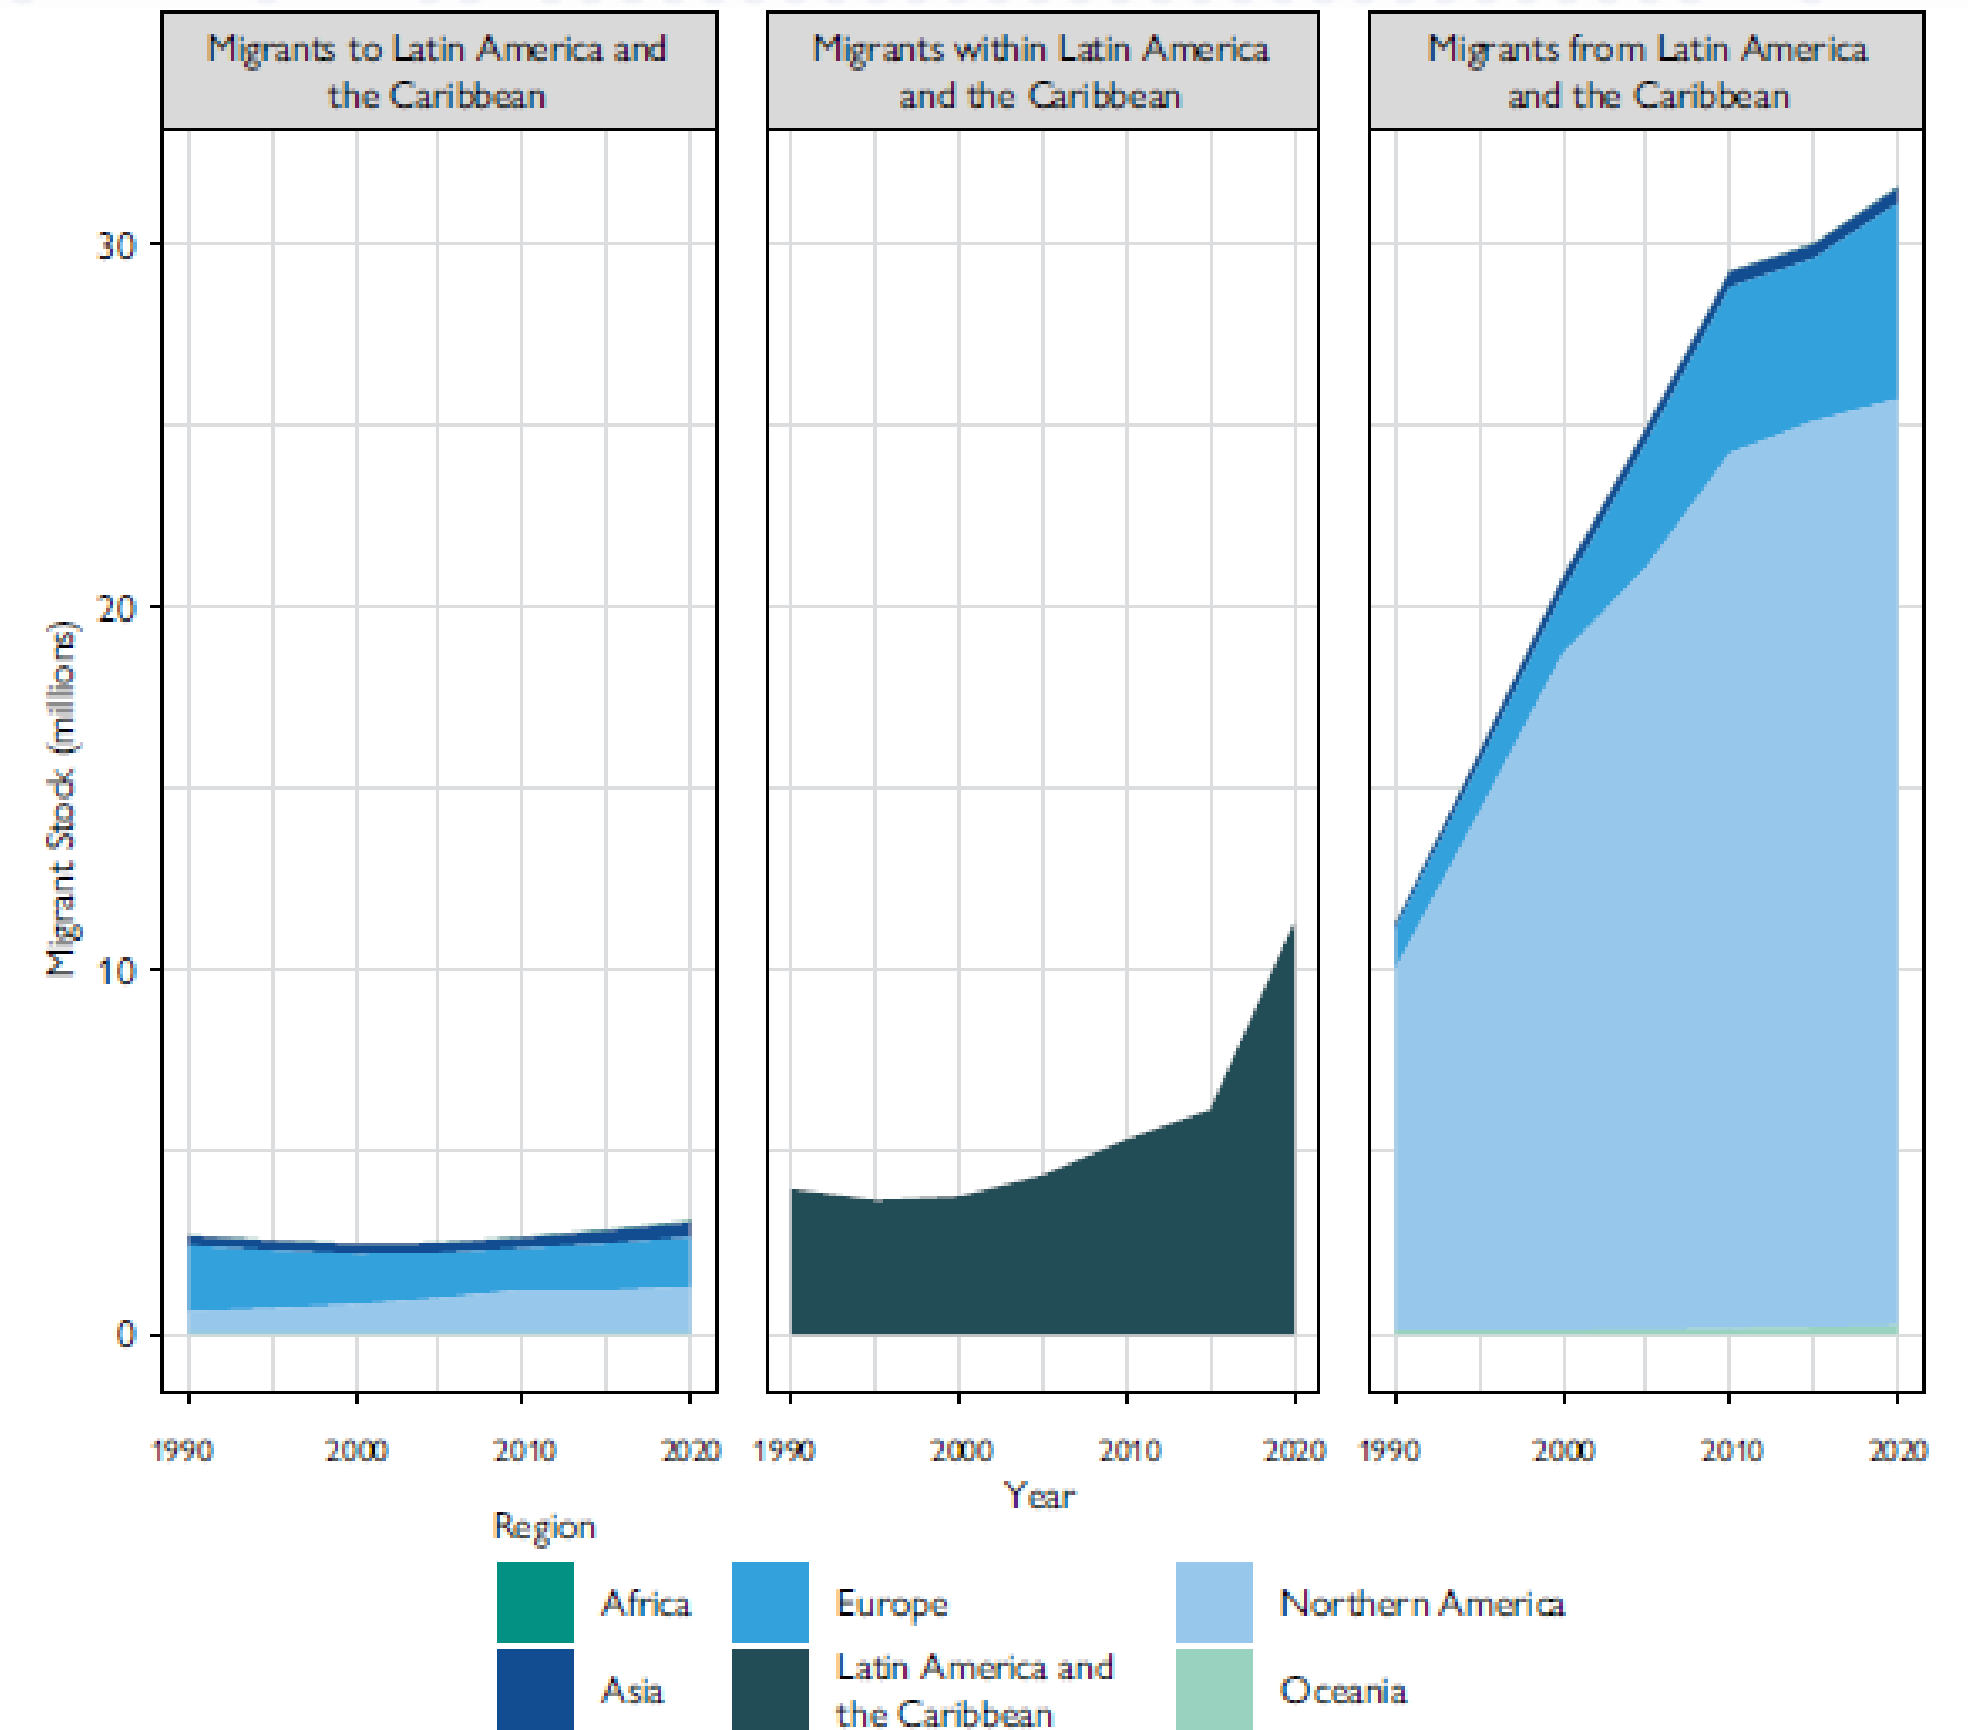 Migrants to Latin America and
the Caribbean
Migrants within Latin America
and the Caribbean
Migrants from Latin America
and the Caribbean
Migrant Stock (millions)
30
20
10
0
1990 2000 2010 2020
1990 2000 2010 2020
1990 2000 2010 2020
Year
Region
Africa
Europe
Northern America
Asia
Latin America and
the Caribbean
Oceania